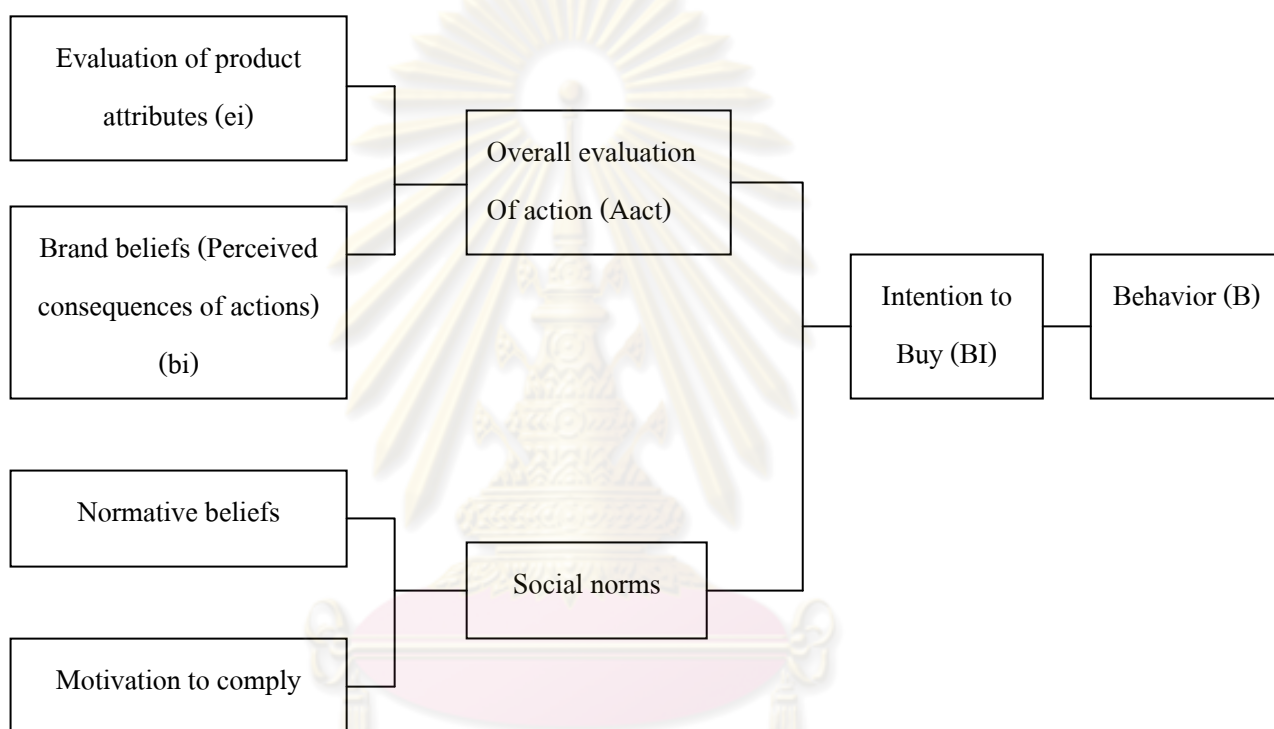 Evaluation of product
attributes (ei)
Overall evaluation
Of action (Aact)
Brand beliefs (Perceived
consequences of actions)
(bi)
Intention to
Buy (BI)
Behavior (B)
Normative beliefs
Social norms
Motivation to comply